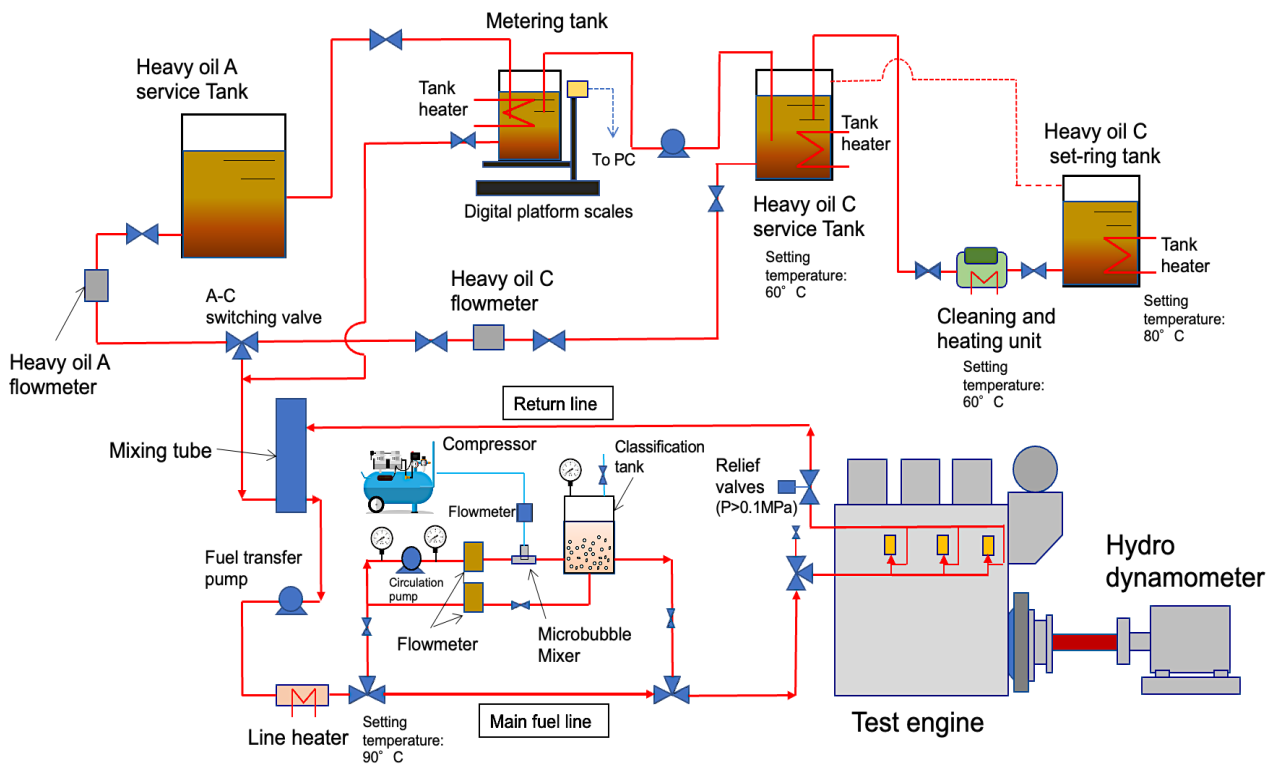 Metering tank
Heavy oil A
service Tank
Tank
heater
To PC
Digital platform scales
Tank
heater
Heavy oil C
service Tank
Setting
temperature:
60° C
Heavy oil C
set-ring tank
Tank
heater
Setting
temperature:
80° C
Cleaning and
heating unit
Setting
temperature:
60° C
Heavy oil C
flowmeter
A-C
switching valve
Heavy oil A
flowmeter
Return line
Mixing tube
Compressor
Classification
tank
Flowmeter
Relief
valves
(P>0.1MPa)
Fuel transfer
pump
Circulation
pump
Flowmeter
Microbubble
Mixer
Hydro
dynamometer
Main fuel line
Line heater
Setting
temperature:
90° C
Test engine